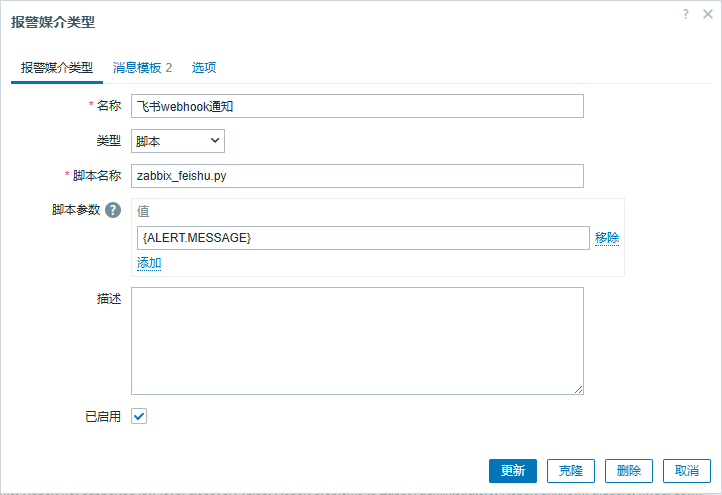 报警媒介类型
? ×
报警媒介类型 消息模板 2 选项
* 名称 飞书webhook通知
类型 脚本
* 脚本名称 zabbix_feishu.py
脚本参数 ? 值
{ALERT.MESSAGE} 移除
添加
描述
已启用
更新 克隆 删除 取消